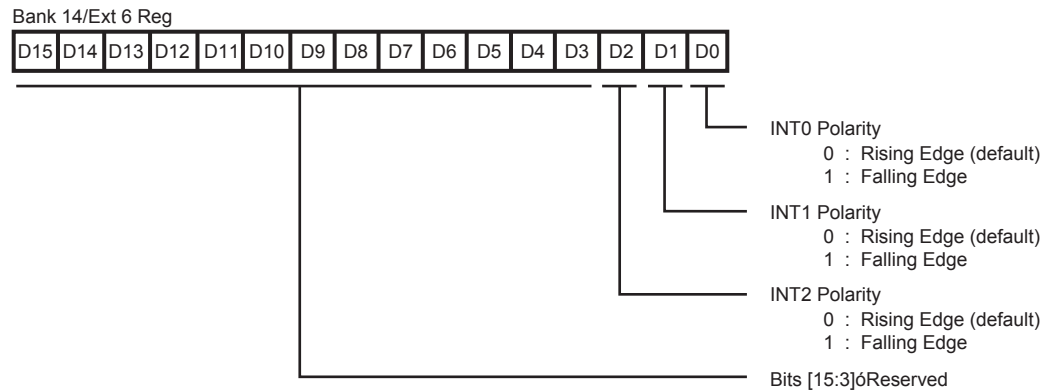 Bank 14/Ext 6 Reg
D15 D14 D13 D12 D11 D10 D9 D8 D7 D6 D5 D4 D3 D2 D1 D0
INT0 Polarity
0 : Rising Edge (default)
1 : Falling Edge
INT1 Polarity
0 : Rising Edge (default)
1 : Falling Edge
INT2 Polarity
0 : Rising Edge (default)
1 : Falling Edge
Bits [15:3]óReserved